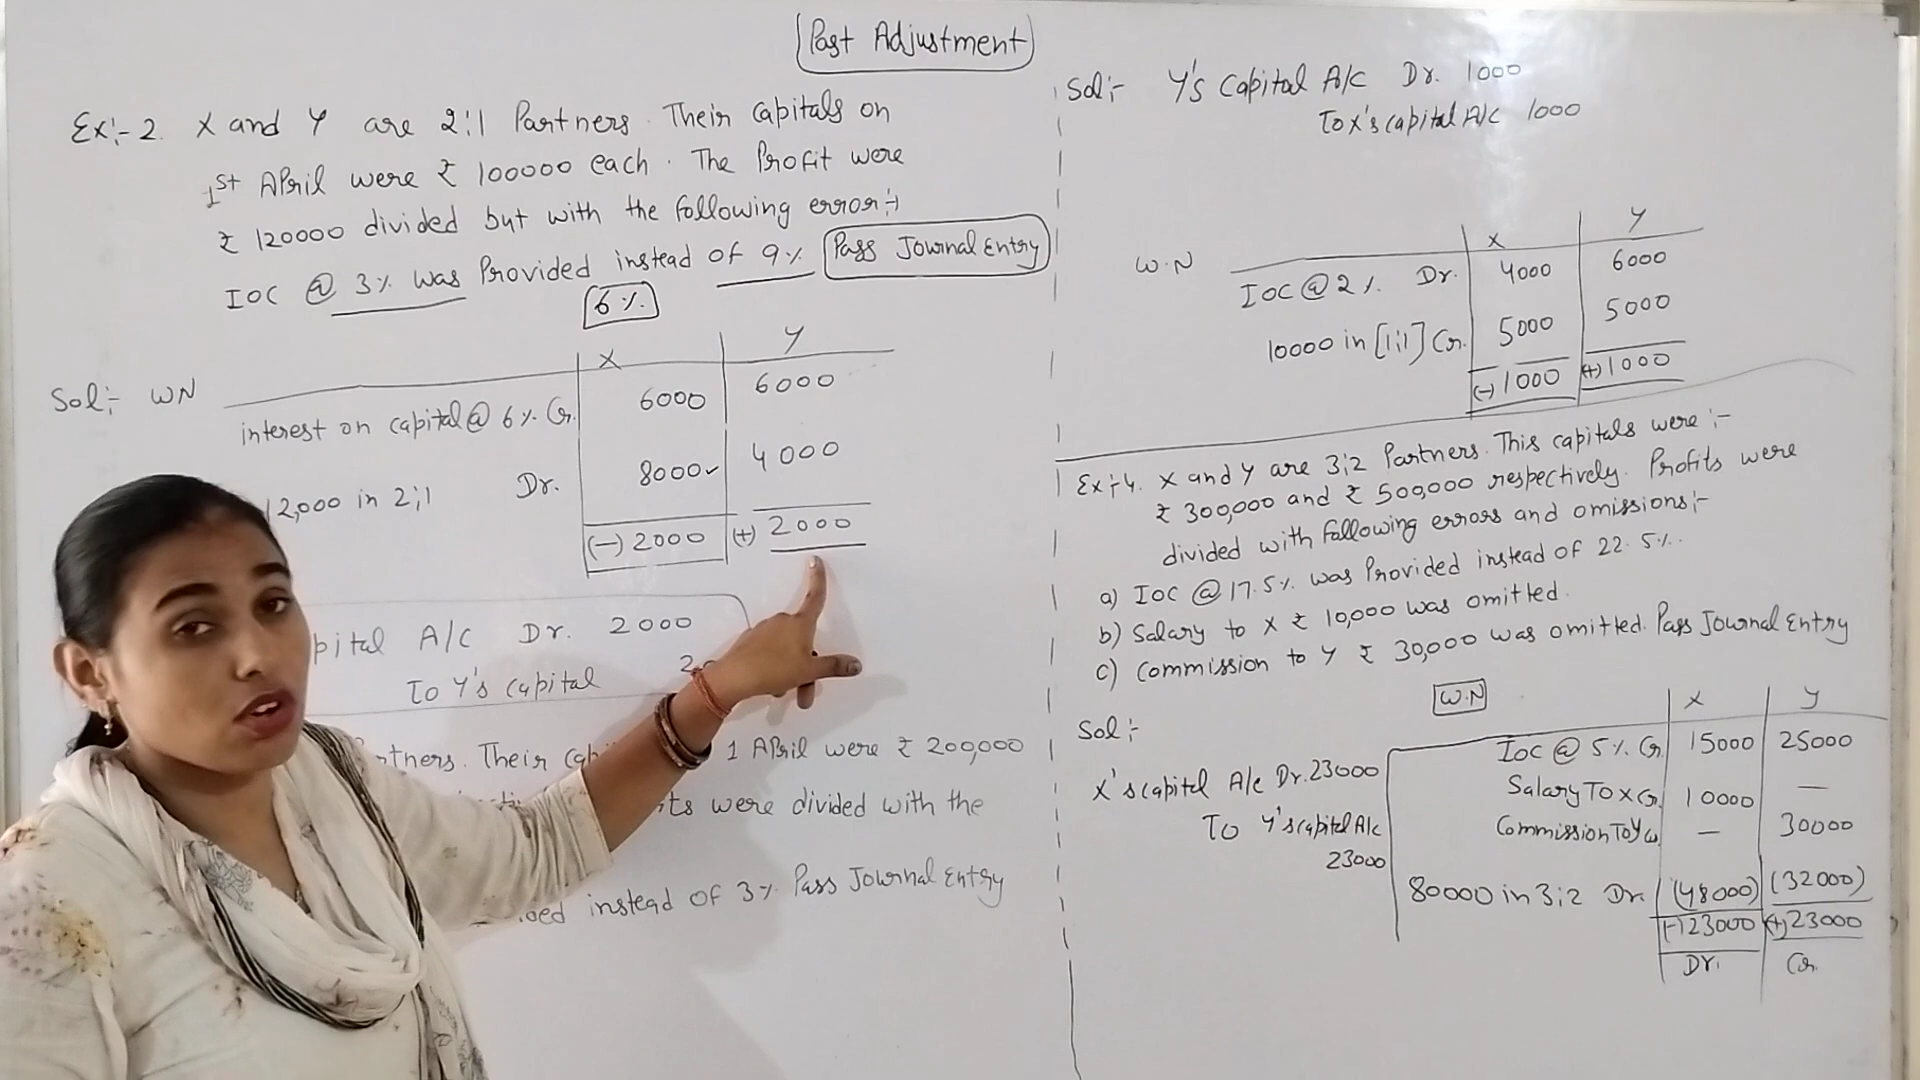 Past Adjustment
Ex:- 2. X and Y are 2:1 Partners. Their capitals on
1st April were ₹ 100000 each. The Profit were
₹ 120000 divided but with the following error:-
IOC @ 3% was Provided instead of 9% Pass Journal Entry
6%
Sol:- WN
X Y
interest on capital @ 6% Cr. 6000 6000
12,000 in 2:1 Dr. 8000 4000
(-) 2000 (+) 2000
pital A/C Dr. 2000
To Y's capital
rtners. Their 1 April were ₹ 200,000
ts were divided with the
instead of 3% Pass Journal Entry
Sol:- Y's Capital A/C Dr. 1000
To X's capital A/C 1000
W.N
X Y
IOC @ 2%. Dr. 4000 6000
10000 in [1:1] Cr. 5000 5000
(-) 1000 (+) 1000
Ex:-4. X and Y are 3:2 Partners. This capitals were :-
₹ 300,000 and ₹ 500,000 respectively. Profits were
divided with following errors and omissions:-
a) IOC @ 17.5% was Provided instead of 22.5%.
b) Salary to X ₹ 10,000 was omitted.
c) Commission to Y ₹ 30,000 was omitted. Pass Journal Entry
W.N
Sol:-
X Y
IOC @ 5% Cr. 15000 25000
Salary To X Cr. 10000 —
Commission To Y Cr. — 30000
80000 in 3:2 Dr. (48000) (32000)
(-) 23000 (+) 23000
Dr. Cr.
X's capital A/c Dr. 23000
To Y's capital A/c
23000